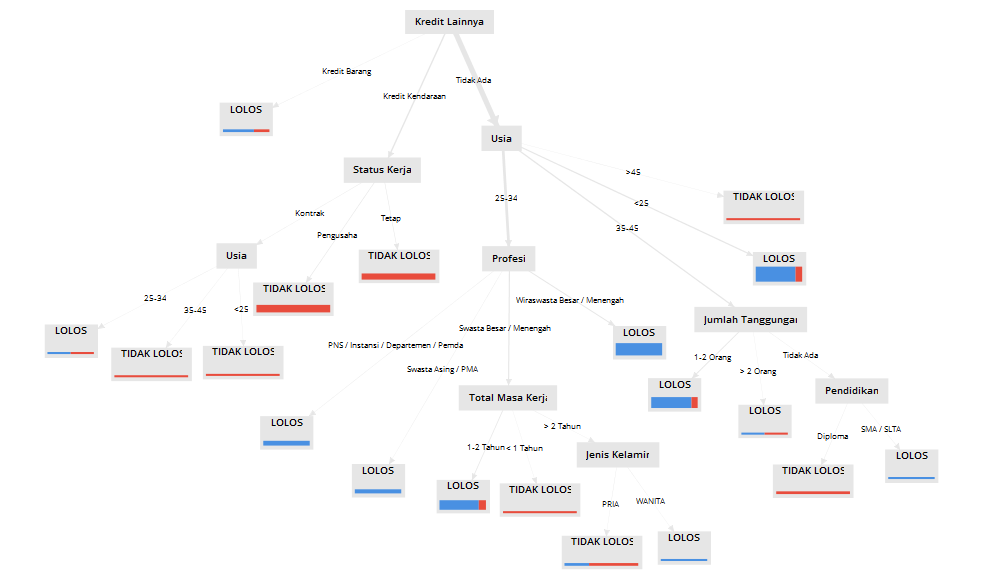 Kredit Lainnya
Kredit Barang
Tidak Ada
Kredit Kendaraan
LOLOS
Usia
Status Kerja
>45
25-34
<25
TIDAK LOLOS
Kontrak
Tetap
35-45
Pengusaha
Usia
TIDAK LOLOS
Profesi
LOLOS
TIDAK LOLOS
25-34
35-45
<25
Wiraswasta Besar / Menengah
Jumlah Tanggungan
LOLOS
Swasta Besar / Menengah
LOLOS
PNS / Instansi / Departemen / Pemda
TIDAK LOLOS
TIDAK LOLOS
1-2 Orang
Tidak Ada
Swasta Asing / PMA
> 2 Orang
LOLOS
Pendidikan
Total Masa Kerja
LOLOS
LOLOS
> 2 Tahun
Diploma
SMA / SLTA
1-2 Tahun
< 1 Tahun
Jenis Kelamin
LOLOS
LOLOS
TIDAK LOLOS
LOLOS
TIDAK LOLOS
PRIA
WANITA
TIDAK LOLOS
LOLOS